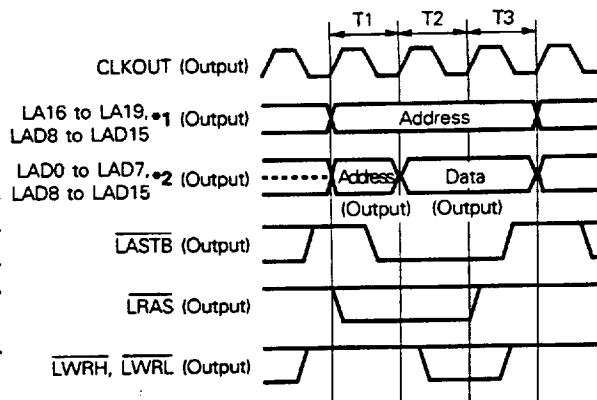 T1 T2 T3
CLKOUT (Output)
LA16 to LA19,*1 (Output)
LAD8 to LAD15
Address
LAD0 to LAD7,*2 (Output)
LAD8 to LAD15
Address Data
(Output) (Output)
LASTB (Output)
LRAS (Output)
LWRH, LWRL (Output)